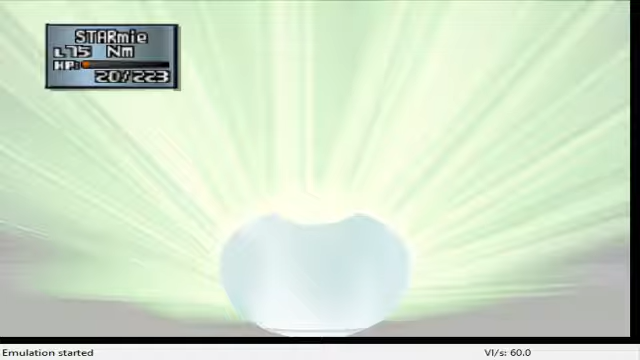 STARmie
L75 Nm
HP:
20/223
Emulation started
VI/s: 60.0